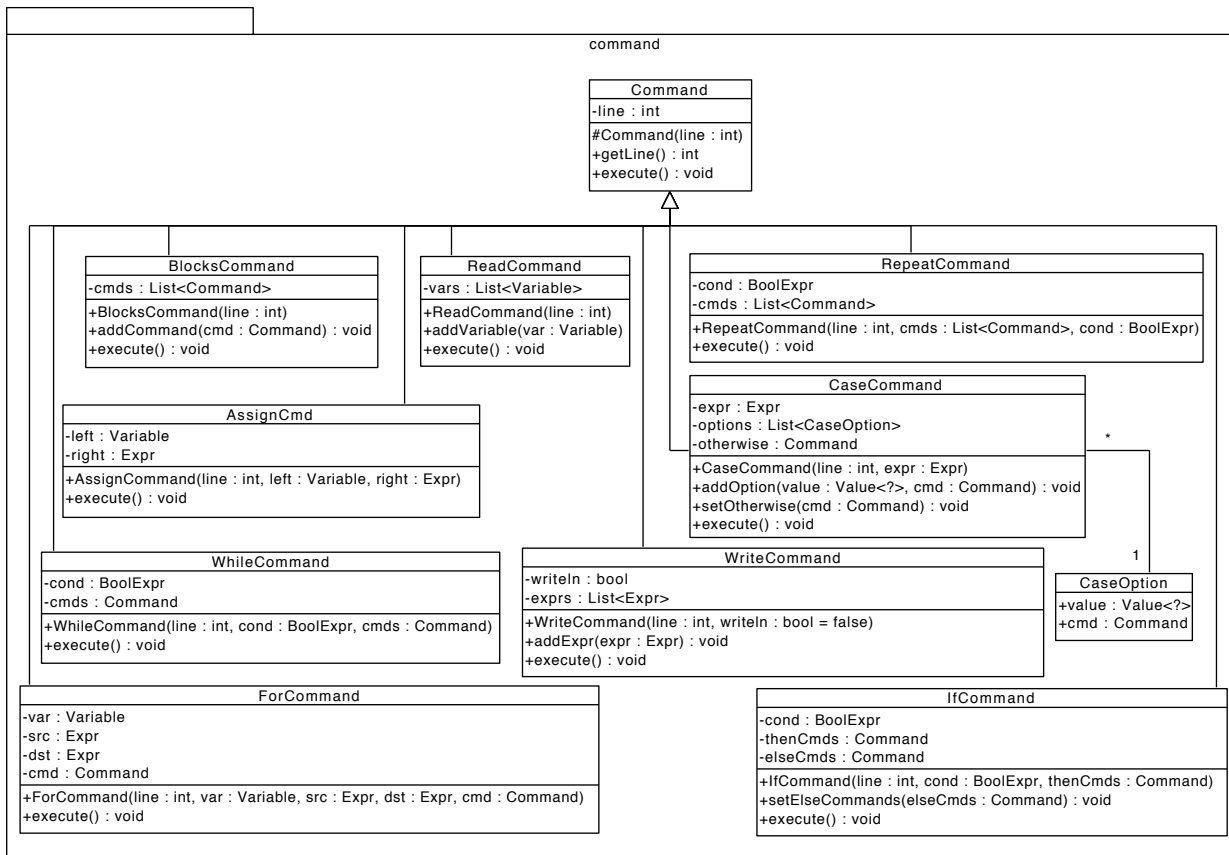 command
Command
-line : int
#Command(line : int)
+getLine() : int
+execute() : void
BlocksCommand
-cmds : List<Command>
+BlocksCommand(line : int)
+addCommand(cmd : Command) : void
+execute() : void
ReadCommand
-vars : List<Variable>
+ReadCommand(line : int)
+addVariable(var : Variable)
+execute() : void
RepeatCommand
-cond : BoolExpr
-cmds : List<Command>
+RepeatCommand(line : int, cmds : List<Command>, cond : BoolExpr)
+execute() : void
AssignCmd
-left : Variable
-right : Expr
+AssignCommand(line : int, left : Variable, right : Expr)
+execute() : void
CaseCommand
-expr : Expr
-options : List<CaseOption>
-otherwise : Command
+CaseCommand(line : int, expr : Expr)
+addOption(value : Value<?>, cmd : Command) : void
+setOtherwise(cmd : Command) : void
+execute() : void
*
1
WhileCommand
-cond : BoolExpr
-cmds : Command
+WhileCommand(line : int, cond : BoolExpr, cmds : Command)
+execute() : void
WriteCommand
-writeln : bool
-exprs : List<Expr>
+WriteCommand(line : int, writeln : bool = false)
+addExpr(expr : Expr) : void
+execute() : void
CaseOption
+value : Value<?>
+cmd : Command
ForCommand
-var : Variable
-src : Expr
-dst : Expr
-cmd : Command
+ForCommand(line : int, var : Variable, src : Expr, dst : Expr, cmd : Command)
+execute() : void
IfCommand
-cond : BoolExpr
-thenCmds : Command
-elseCmds : Command
+IfCommand(line : int, cond : BoolExpr, thenCmds : Command)
+setElseCommands(elseCmds : Command) : void
+execute() : void